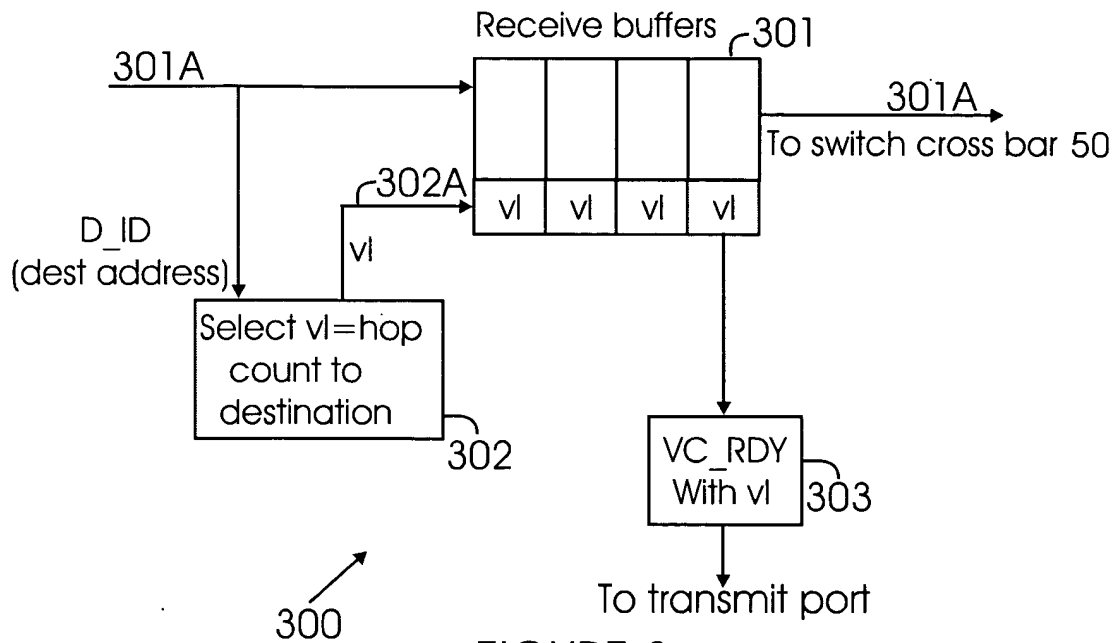 Receive buffers
301
301A
301A
To switch cross bar 50
302A
vl vl vl vl
D_ID
(dest address)
vl
Select vl=hop
count to
destination
302
VC_RDY
With vl
303
To transmit port
300